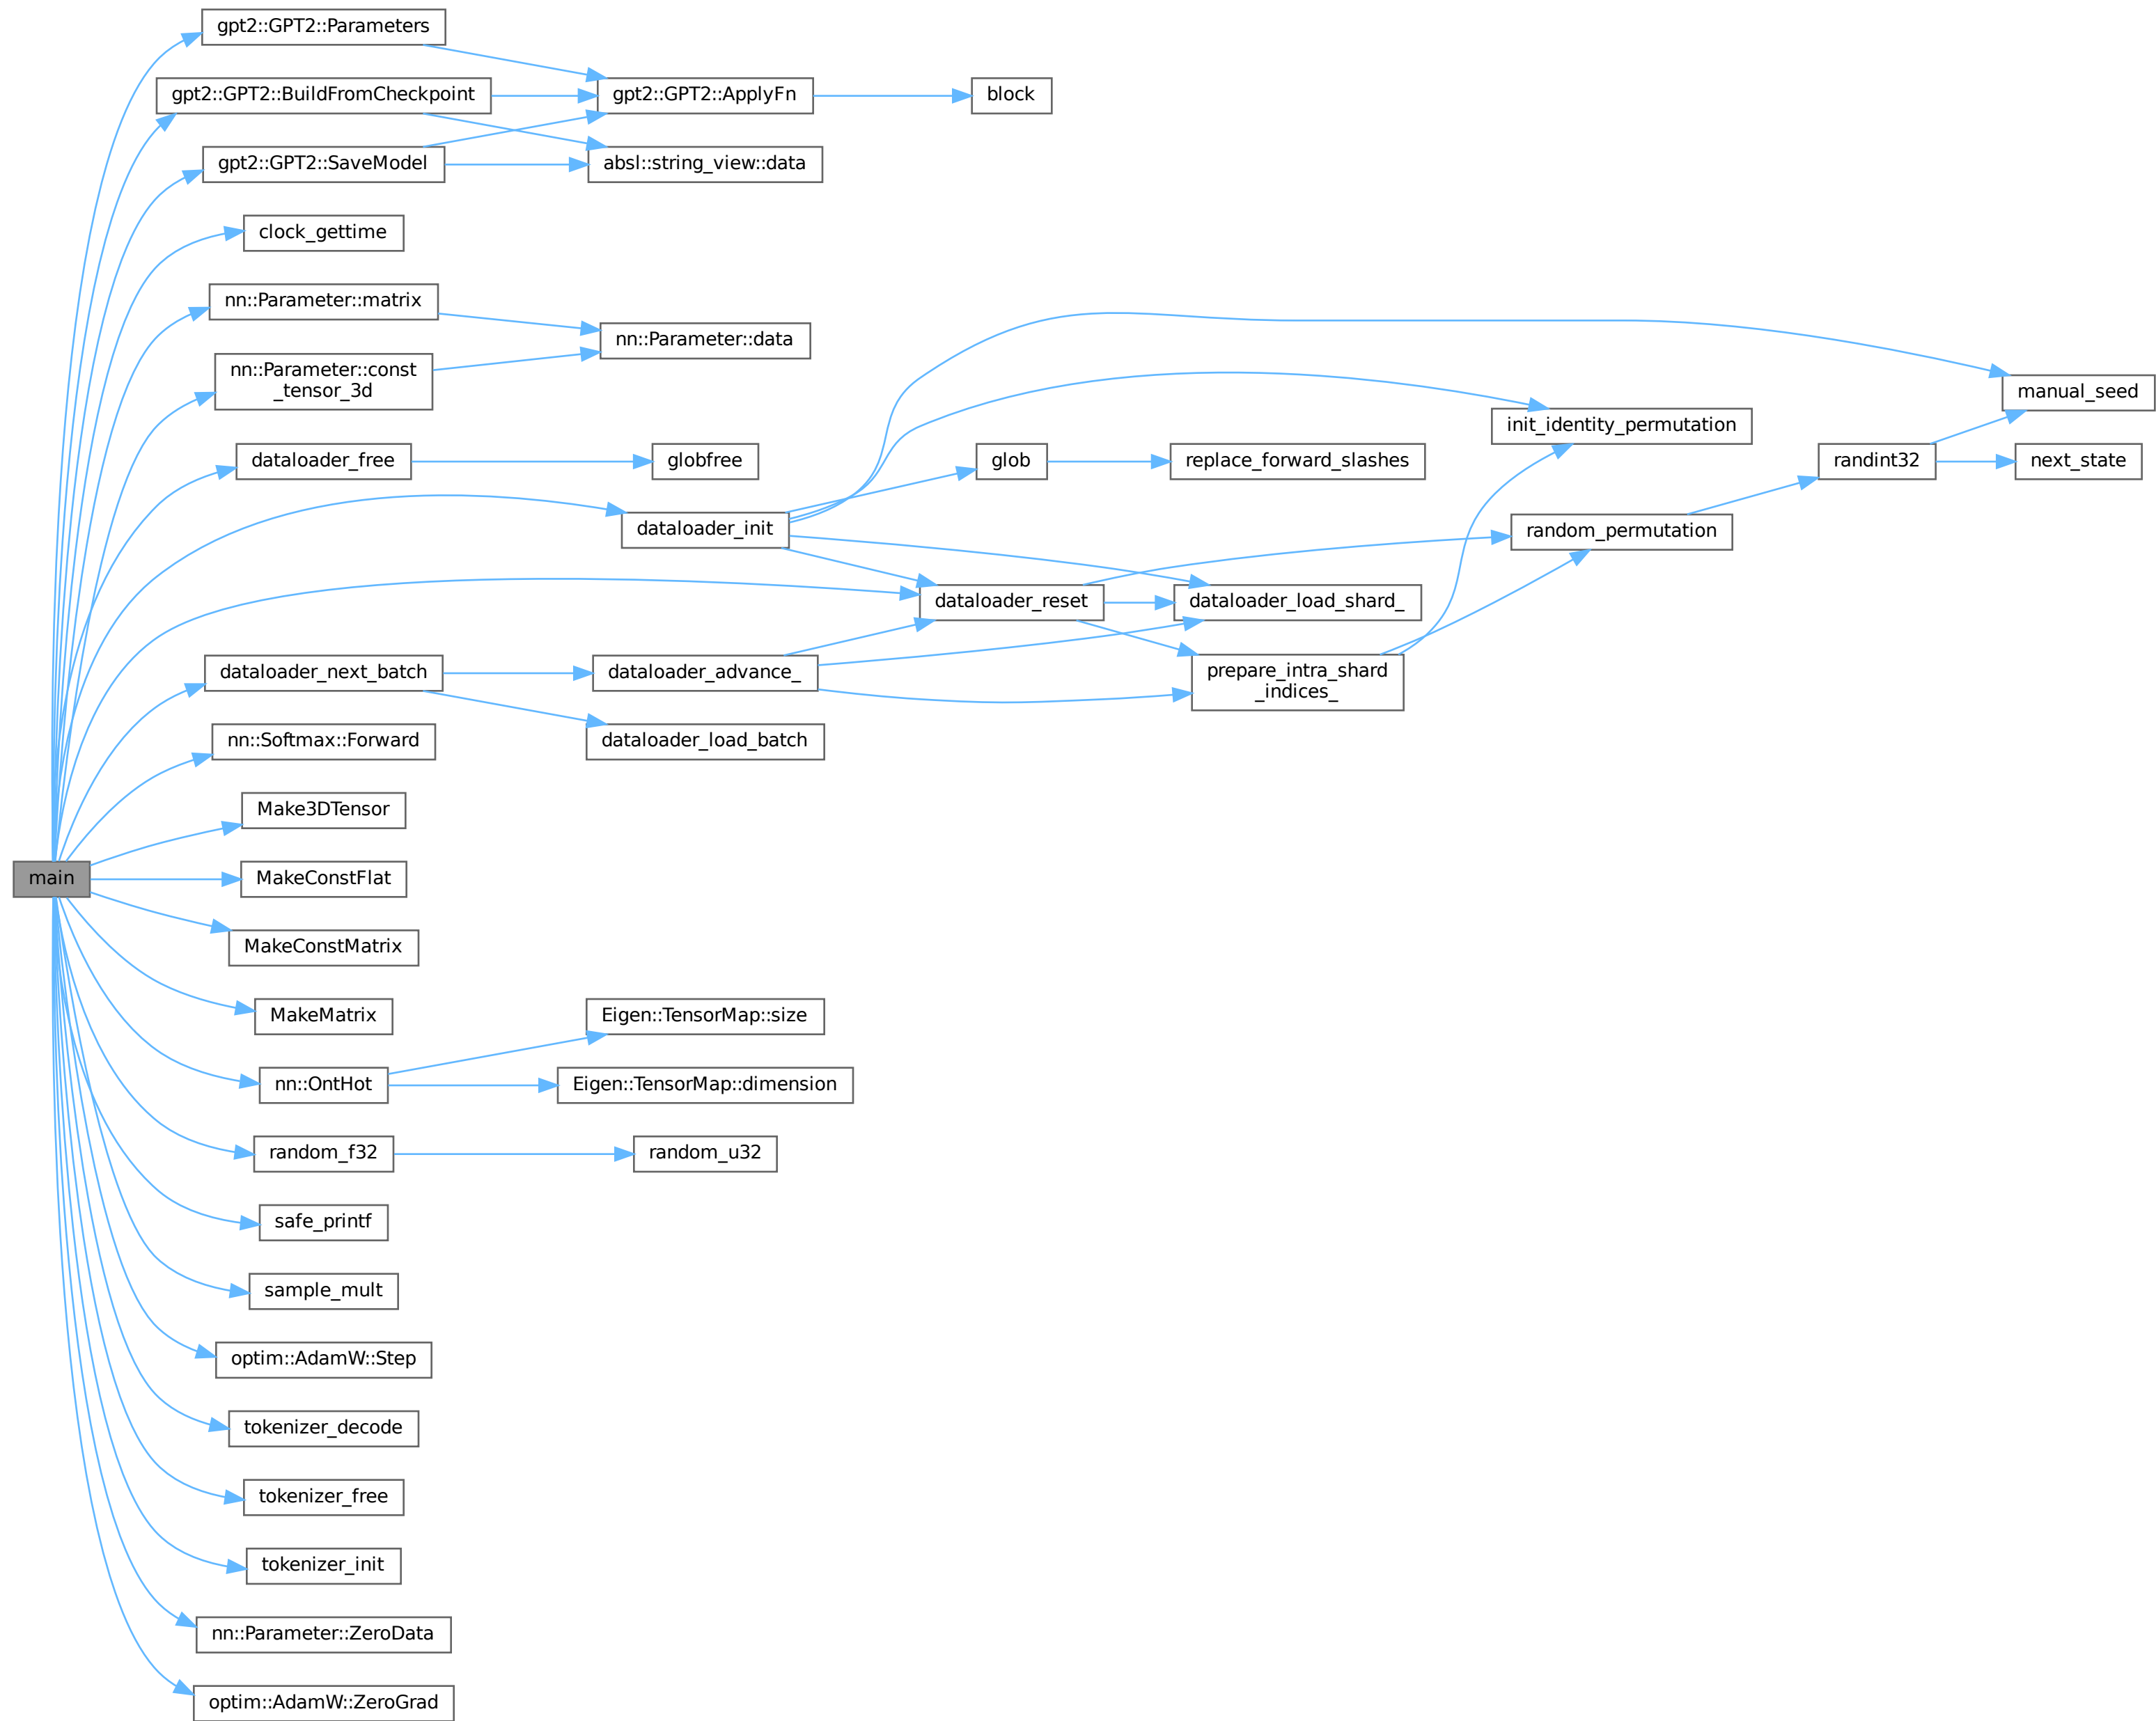 gpt2::GPT2::Parameters
gpt2::GPT2::BuildFromCheckpoint
gpt2::GPT2::ApplyFn
block
gpt2::GPT2::SaveModel
absl::string_view::data
clock_gettime
nn::Parameter::matrix
nn::Parameter::data
nn::Parameter::const
_tensor_3d
manual_seed
init_identity_permutation
dataloader_free
globfree
glob
replace_forward_slashes
randint32
next_state
dataloader_init
random_permutation
dataloader_reset
dataloader_load_shard_
dataloader_next_batch
dataloader_advance_
prepare_intra_shard
_indices_
nn::Softmax::Forward
dataloader_load_batch
Make3DTensor
main
MakeConstFlat
MakeConstMatrix
MakeMatrix
Eigen::TensorMap::size
nn::OntHot
Eigen::TensorMap::dimension
random_f32
random_u32
safe_printf
sample_mult
optim::AdamW::Step
tokenizer_decode
tokenizer_free
tokenizer_init
nn::Parameter::ZeroData
optim::AdamW::ZeroGrad